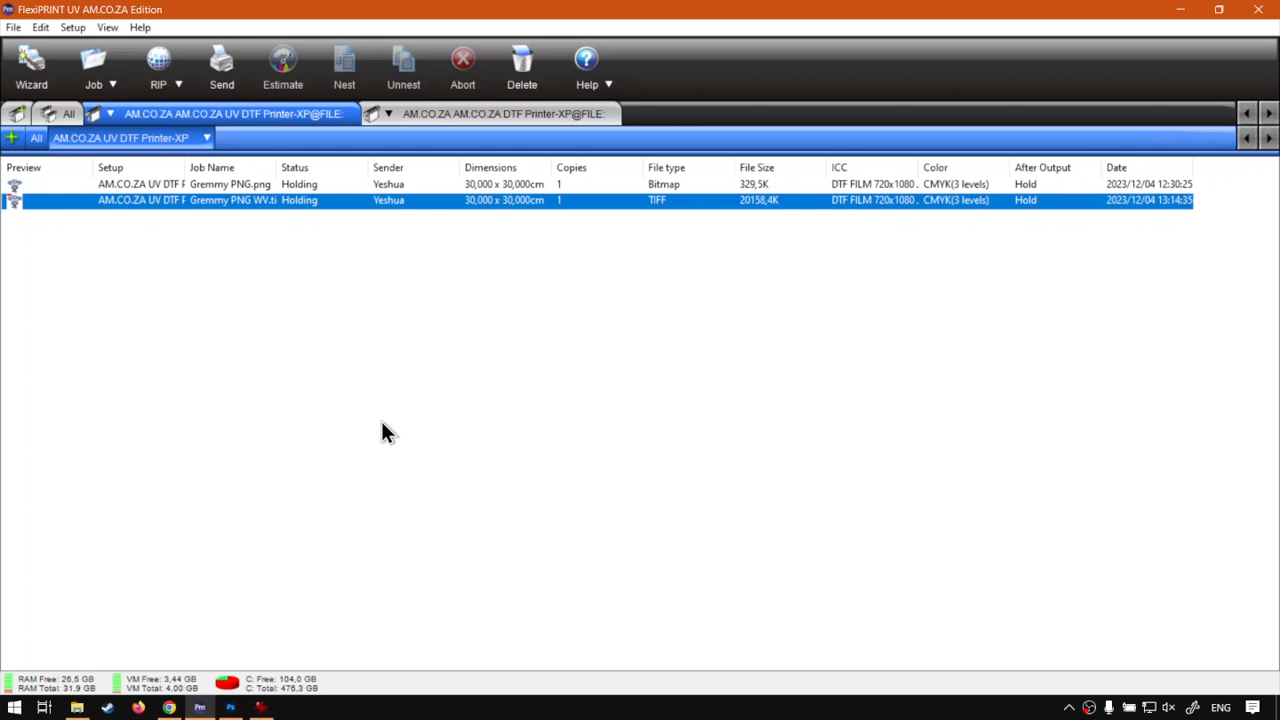 Pm FlexiPRINT UV AM.CO.ZA Edition
File Edit Setup View Help
Wizard Job RIP Send Estimate Nest Unnest Abort Delete Help
All AM.CO.ZA AM.CO.ZA UV DTF Printer-XP@FILE: AM.CO.ZA AM.CO.ZA DTF Printer-XP@FILE:
All AM.CO.ZA UV DTF Printer-XP
Preview Setup Job Name Status Sender Dimensions Copies File type File Size ICC Color After Output Date
AM.CO.ZA UV DTF F Gremmy PNG.png Holding Yeshua 30,000 x 30,000cm 1 Bitmap 329,5K DTF FILM 720x1080 . CMYK(3 levels) Hold 2023/12/04 12:30:25
AM.CO.ZA UV DTF F Gremmy PNG WV.ti Holding Yeshua 30,000 x 30,000cm 1 TIFF 20158,4K DTF FILM 720x1080 . CMYK(3 levels) Hold 2023/12/04 13:14:35
RAM Free: 26,5 GB VM Free: 3,44 GB C: Free: 104,0 GB
RAM Total: 31,9 GB VM Total: 4,00 GB C: Total: 476,3 GB
Pm Ps ENG